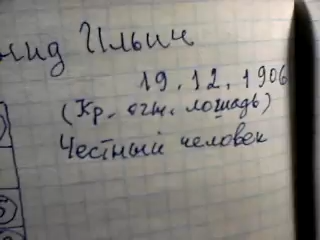 нид Ильич
19.12.1906
(Кр. огн. лошадь)
Честный человек